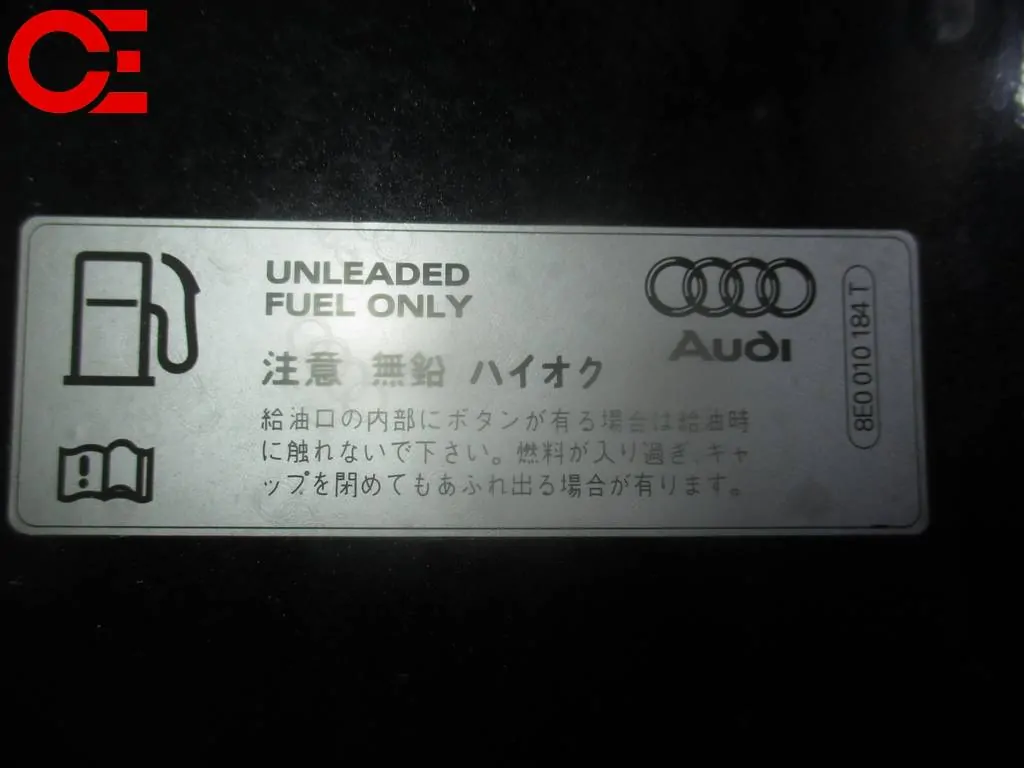 CE
UNLEADED
FUEL ONLY
Audi
8E0 010 184 T
注意 無鉛 ハイオク
給油口の内部にボタンが有る場合は給油時
に触れないで下さい。燃料が入り過ぎ、キャ
ップを閉めてもあふれ出る場合が有ります。